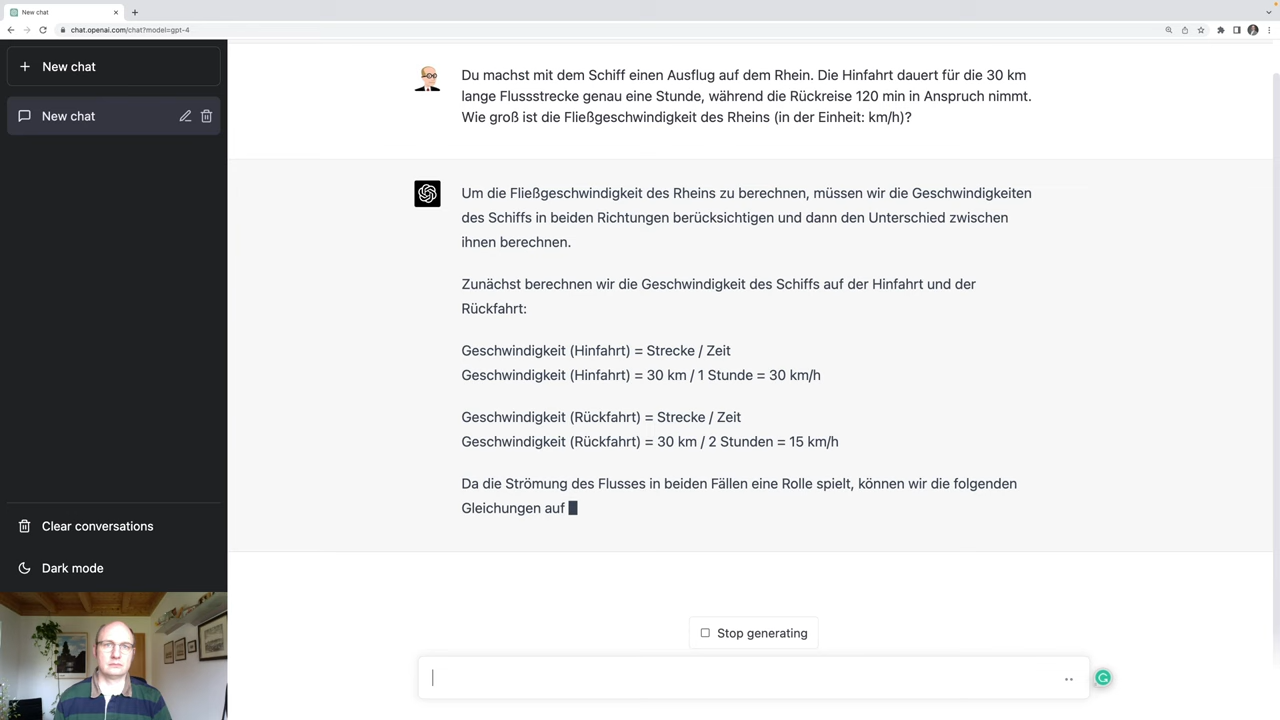 New chat
chat.openai.com/chat?model=gpt-4
New chat
New chat
Clear conversations
Dark mode
Du machst mit dem Schiff einen Ausflug auf dem Rhein. Die Hinfahrt dauert für die 30 km
lange Flussstrecke genau eine Stunde, während die Rückreise 120 min in Anspruch nimmt.
Wie groß ist die Fließgeschwindigkeit des Rheins (in der Einheit: km/h)?
Um die Fließgeschwindigkeit des Rheins zu berechnen, müssen wir die Geschwindigkeiten
des Schiffs in beiden Richtungen berücksichtigen und dann den Unterschied zwischen
ihnen berechnen.
Zunächst berechnen wir die Geschwindigkeit des Schiffs auf der Hinfahrt und der
Rückfahrt:
Geschwindigkeit (Hinfahrt) = Strecke / Zeit
Geschwindigkeit (Hinfahrt) = 30 km / 1 Stunde = 30 km/h
Geschwindigkeit (Rückfahrt) = Strecke / Zeit
Geschwindigkeit (Rückfahrt) = 30 km / 2 Stunden = 15 km/h
Da die Strömung des Flusses in beiden Fällen eine Rolle spielt, können wir die folgenden
Gleichungen auf
Stop generating